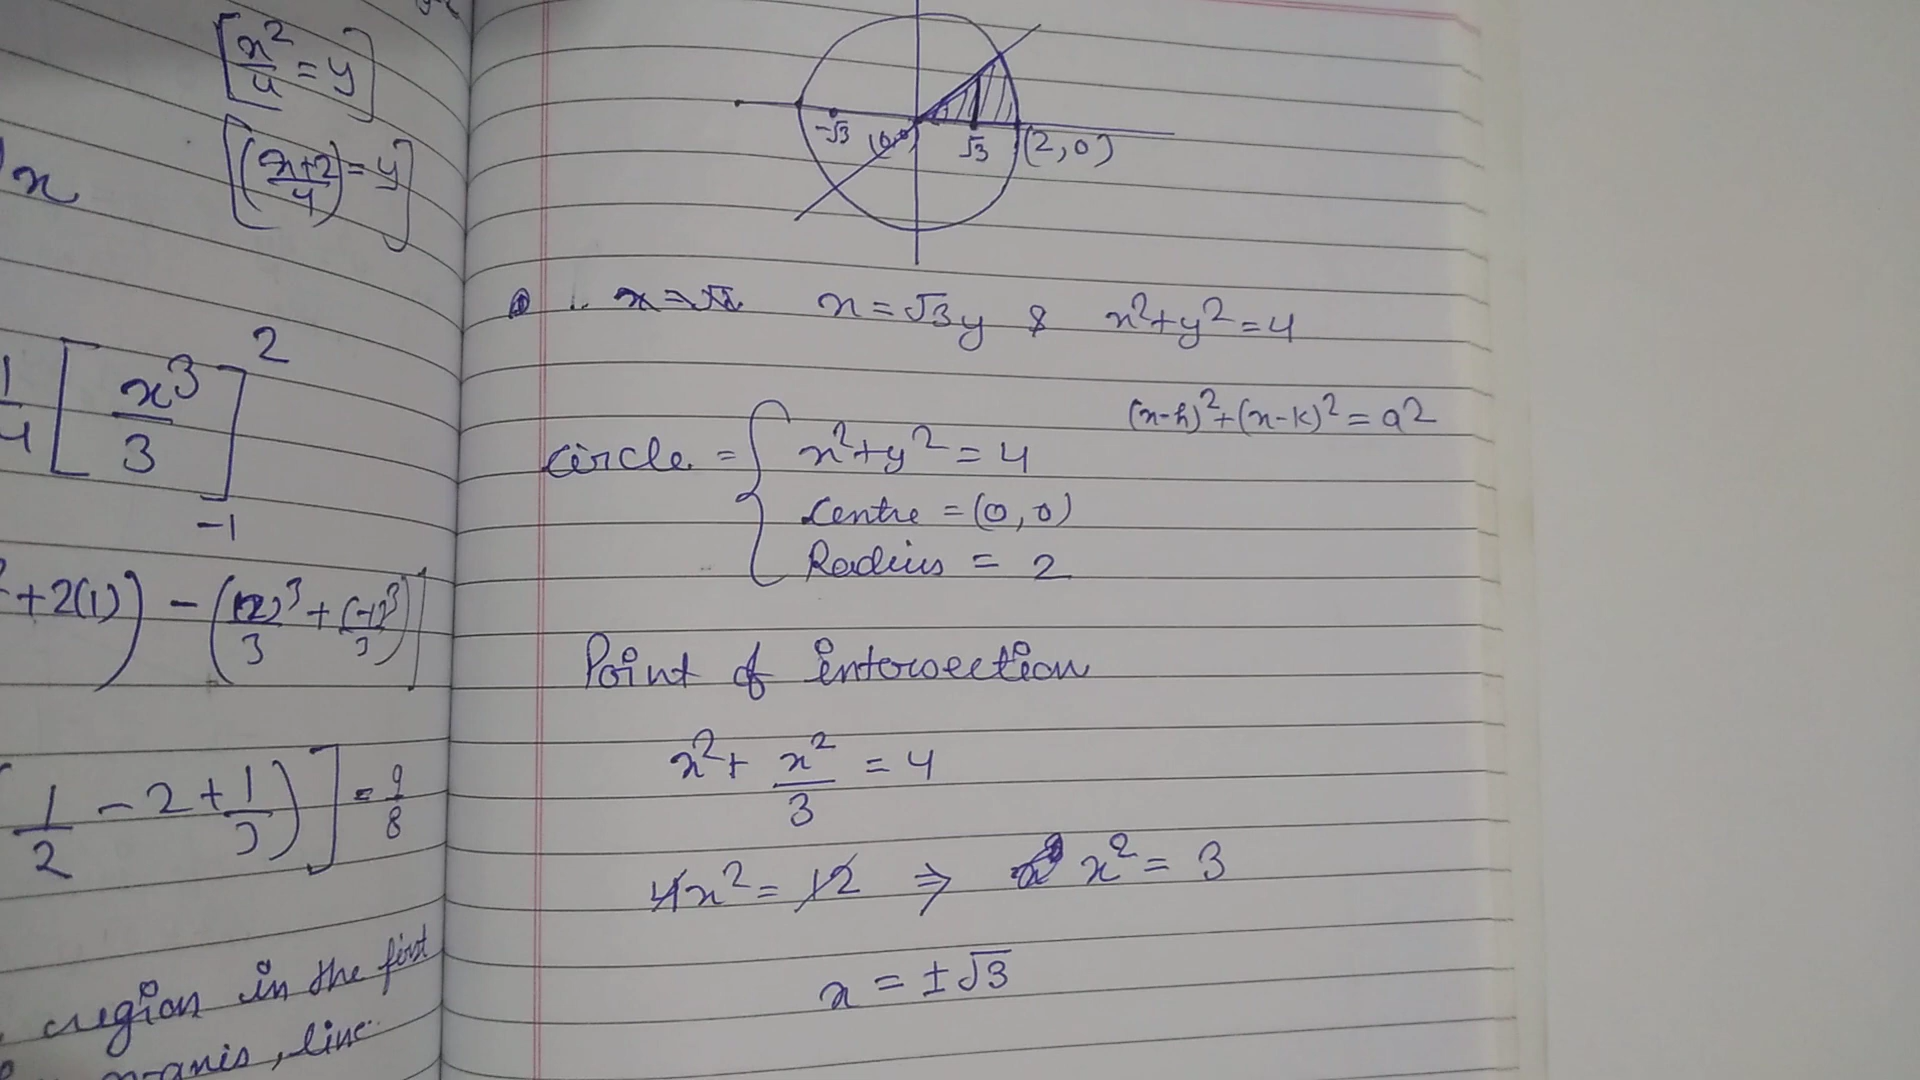 [x²/4 = y]
[(x+2/4) = y]
x
1/4 [x³/3]²₋₁
+2(1)) - ((2)³/3 + (-1)³/3)]
1/2 - 2 + 1/3)] = 9/8
region in the first
x-axis, line
-√3 (0,0) √3 (2,0)
x = √3y & x²+y²=4
(x-h)²+(x-k)² = a²
circle = { x²+y² = 4
Centre = (0,0)
Radius = 2
Point of intersection
x² + x²/3 = 4
4x² = 12 ⇒ x² = 3
x = ±√3